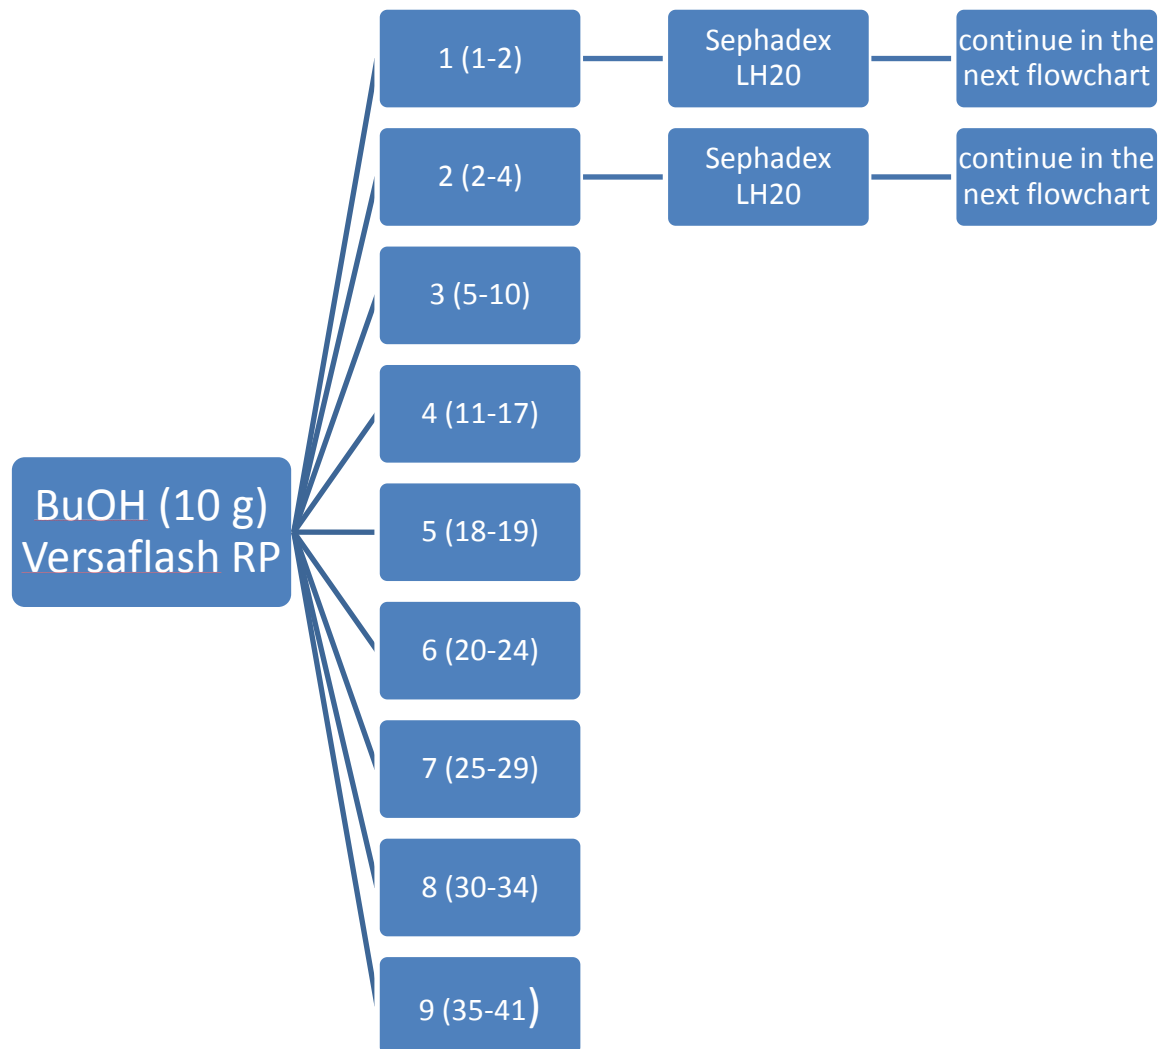 1 (1-2)
Sephadex
LH20
continue in the
next flowchart
2 (2-4)
Sephadex
LH20
continue in the
next flowchart
3 (5-10)
4 (11-17)
BuOH (10 g)
Versaflash RP
5 (18-19)
6 (20-24)
7 (25-29)
8 (30-34)
9 (35-41)